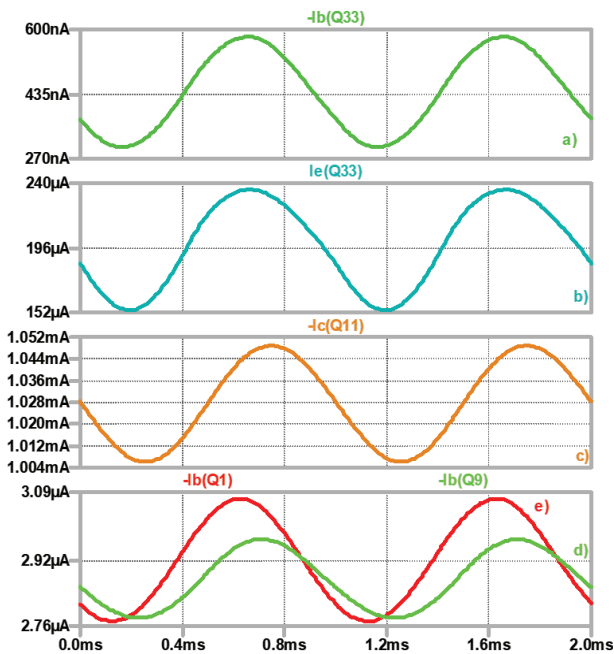 -Ib(Q33)
600nA
435nA
270nA
a)
Ie(Q33)
240µA
196µA
152µA
b)
-Ic(Q11)
1.052mA
1.044mA
1.036mA
1.028mA
1.020mA
1.012mA
1.004mA
c)
-Ib(Q1) -Ib(Q9)
3.09µA
e)
d)
2.92µA
2.76µA
0.0ms 0.4ms 0.8ms 1.2ms 1.6ms 2.0ms